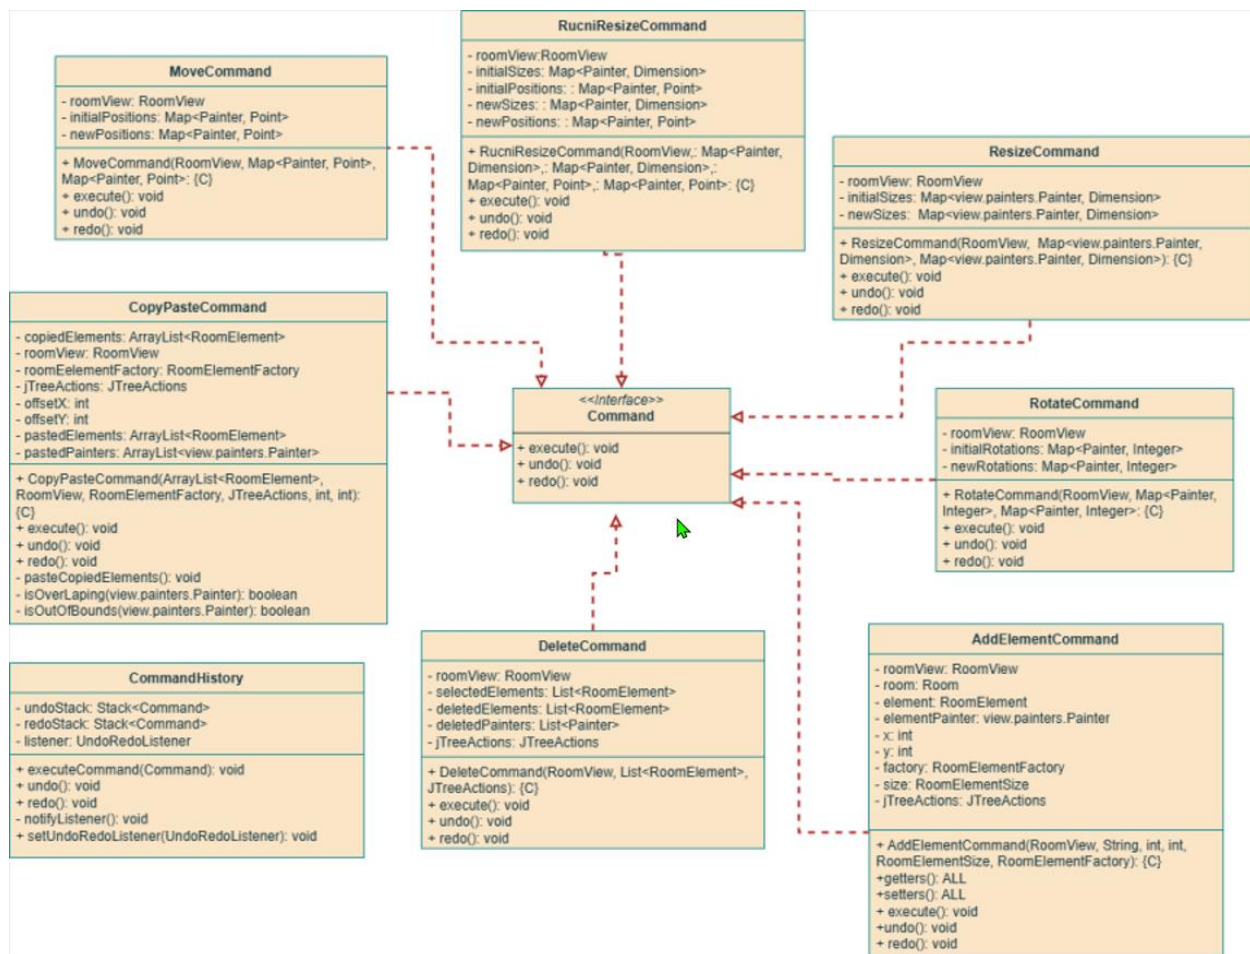 RucniResizeCommand
- roomView:RoomView
- initialSizes: Map<Painter, Dimension>
- initialPositions: : Map<Painter, Point>
- newSizes: : Map<Painter, Dimension>
- newPositions: : Map<Painter, Point>
+ RucniResizeCommand(RoomView,: Map<Painter,
Dimension>,: Map<Painter, Dimension>,:
Map<Painter, Point>,: Map<Painter, Point>: {C}
+ execute(): void
+ undo(): void
+ redo(): void
MoveCommand
- roomView: RoomView
- initialPositions: Map<Painter, Point>
- newPositions: Map<Painter, Point>
+ MoveCommand(RoomView, Map<Painter, Point>,
Map<Painter, Point>: {C}
+ execute(): void
+ undo(): void
+ redo(): void
ResizeCommand
- roomView: RoomView
- initialSizes: Map<view.painters.Painter, Dimension>
- newSizes: Map<view.painters.Painter, Dimension>
+ ResizeCommand(RoomView, Map<view.painters.Painter,
Dimension>, Map<view.painters.Painter, Dimension>): {C}
+ execute(): void
+ undo(): void
+ redo(): void
CopyPasteCommand
- copiedElements: ArrayList<RoomElement>
- roomView: RoomView
- roomEelementFactory: RoomElementFactory
- jTreeActions: JTreeActions
- offsetX: int
- offsetY: int
- pastedElements: ArrayList<RoomElement>
- pastedPainters: ArrayList<view.painters.Painter>
+ CopyPasteCommand(ArrayList<RoomElement>,
RoomView, RoomElementFactory, JTreeActions, int, int):
{C}
+ execute(): void
+ undo(): void
+ redo(): void
- pasteCopiedElements(): void
- isOverLaping(view.painters.Painter): boolean
- isOutOfBounds(view.painters.Painter): boolean
<<Interface>>
Command
+ execute(): void
+ undo(): void
+ redo(): void
RotateCommand
- roomView: RoomView
- initialRotations: Map<Painter, Integer>
- newRotations: Map<Painter, Integer>
+ RotateCommand(RoomView, Map<Painter,
Integer>, Map<Painter, Integer>: {C}
+ execute(): void
+ undo(): void
+ redo(): void
CommandHistory
- undoStack: Stack<Command>
- redoStack: Stack<Command>
- listener: UndoRedoListener
+ executeCommand(Command): void
+ undo(): void
+ redo(): void
- notifyListener(): void
+ setUndoRedoListener(UndoRedoListener): void
DeleteCommand
- roomView: RoomView
- selectedElements: List<RoomElement>
- deletedElements: List<RoomElement>
- deletedPainters: List<Painter>
- jTreeActions: JTreeActions
+ DeleteCommand(RoomView, List<RoomElement>,
JTreeActions): {C}
+ execute(): void
+ undo(): void
+ redo(): void
AddElementCommand
- roomView: RoomView
- room: Room
- element: RoomElement
- elementPainter: view.painters.Painter
- x: int
- y: int
- factory: RoomElementFactory
- size: RoomElementSize
- jTreeActions: JTreeActions
+ AddElementCommand(RoomView, String, int, int,
RoomElementSize, RoomElementFactory): {C}
+getters(): ALL
+setters(): ALL
+ execute(): void
+undo(): void
+ redo(): void